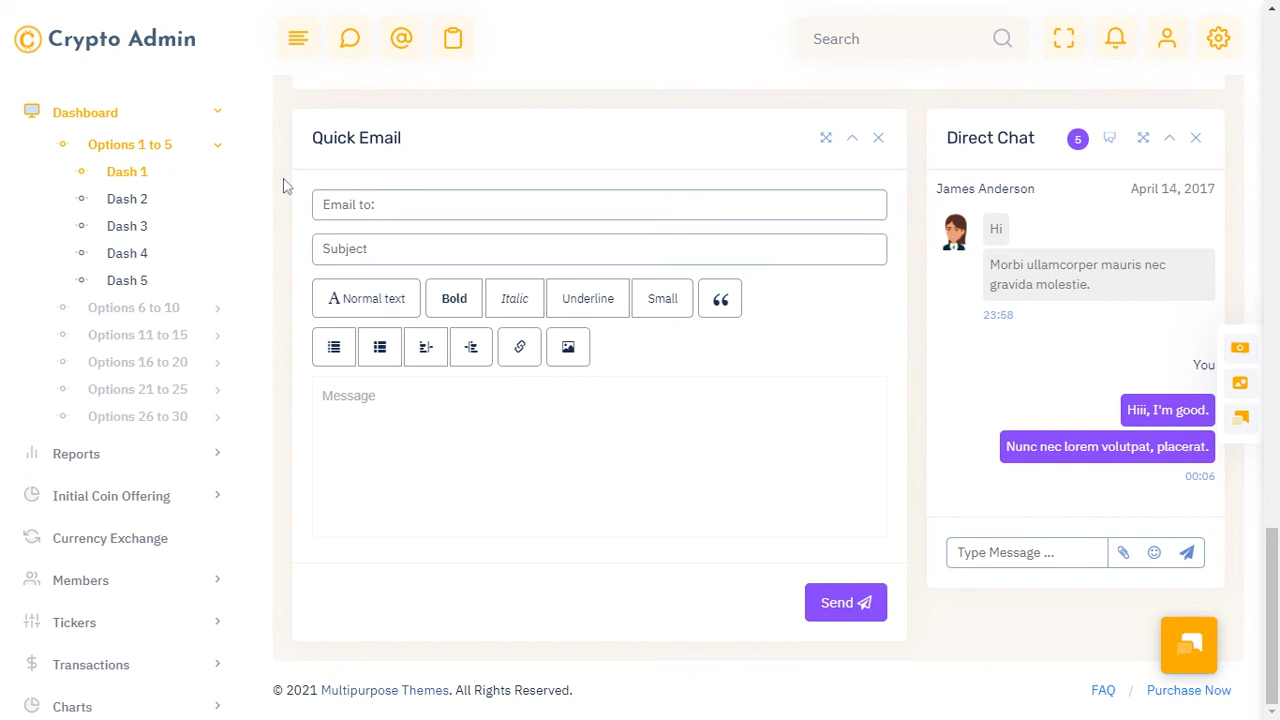 Crypto Admin
Search
Dashboard
Options 1 to 5
Dash 1
Dash 2
Dash 3
Dash 4
Dash 5
Options 6 to 10
Options 11 to 15
Options 16 to 20
Options 21 to 25
Options 26 to 30
Reports
Initial Coin Offering
Currency Exchange
Members
Tickers
Transactions
Charts
Quick Email
Email to:
Subject
A Normal text Bold Italic Underline Small
Message
Send
Direct Chat 5
James Anderson April 14, 2017
Hi
Morbi ullamcorper mauris nec
gravida molestie.
23:58
You
Hiii, I'm good.
Nunc nec lorem volutpat, placerat.
00:06
Type Message ...
© 2021 Multipurpose Themes. All Rights Reserved.
FAQ / Purchase Now